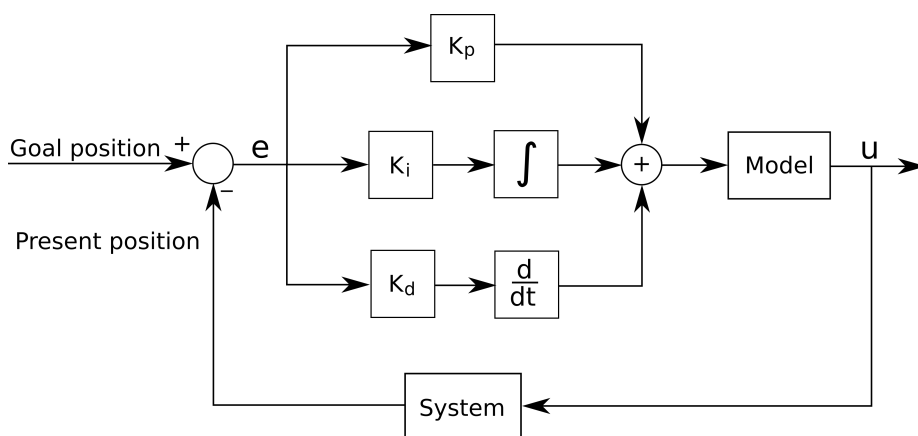 K_p
Goal position
+
e
K_i
∫
+
Model
u
−
Present position
K_d
d
dt
System